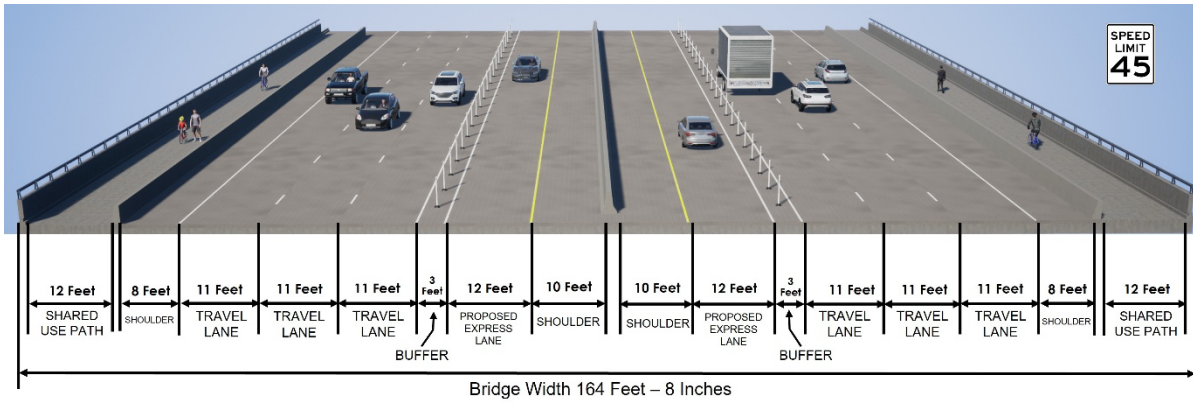 SPEED
LIMIT
45
12 Feet
SHARED
USE PATH
8 Feet
SHOULDER
11 Feet
TRAVEL
LANE
11 Feet
TRAVEL
LANE
11 Feet
TRAVEL
LANE
3
Feet
BUFFER
12 Feet
PROPOSED
EXPRESS
LANE
10 Feet
SHOULDER
10 Feet
SHOULDER
12 Feet
PROPOSED
EXPRESS
LANE
3
Feet
BUFFER
11 Feet
TRAVEL
LANE
11 Feet
TRAVEL
LANE
11 Feet
TRAVEL
LANE
8 Feet
SHOULDER
12 Feet
SHARED
USE PATH
Bridge Width 164 Feet – 8 Inches